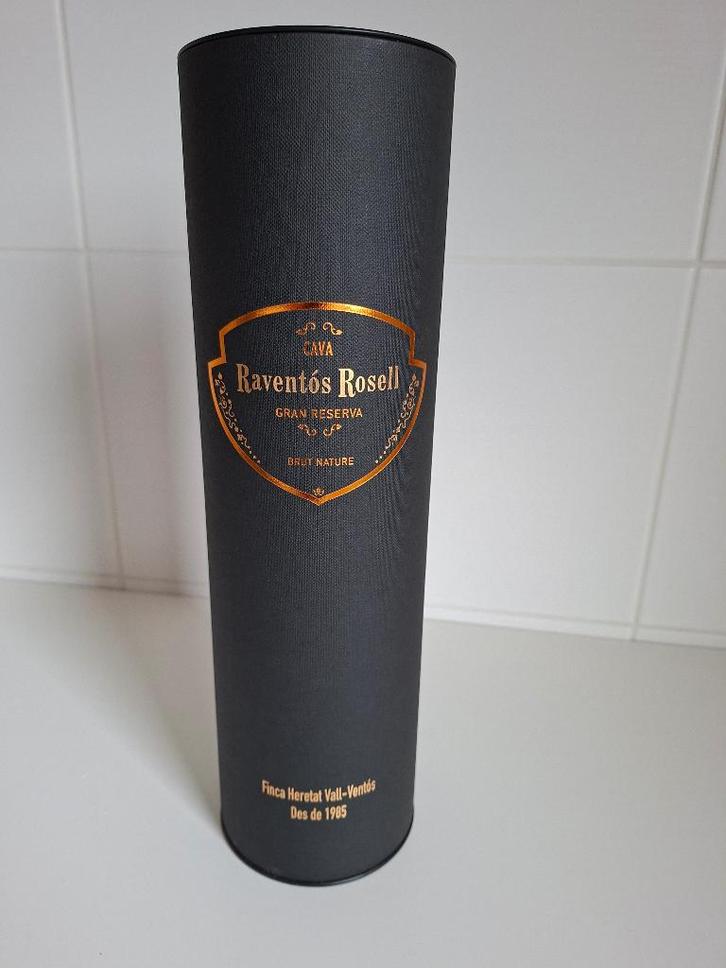 CAVA
Raventós Rosell
GRAN RESERVA
BRUT NATURE
Finca Heretat Vall-Ventós
Des de 1985